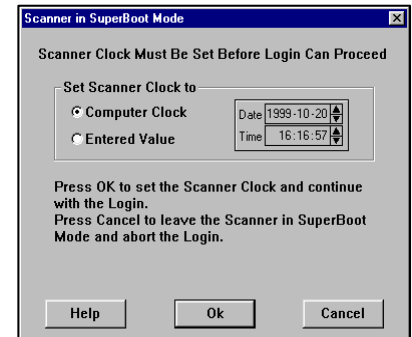 Scanner in SuperBoot Mode
Scanner Clock Must Be Set Before Login Can Proceed
Set Scanner Clock to
Computer Clock
Date 1999-10-20
Entered Value
Time 16:16:57
Press OK to set the Scanner Clock and continue
with the Login.
Press Cancel to leave the Scanner in SuperBoot
Mode and abort the Login.
Help Ok Cancel